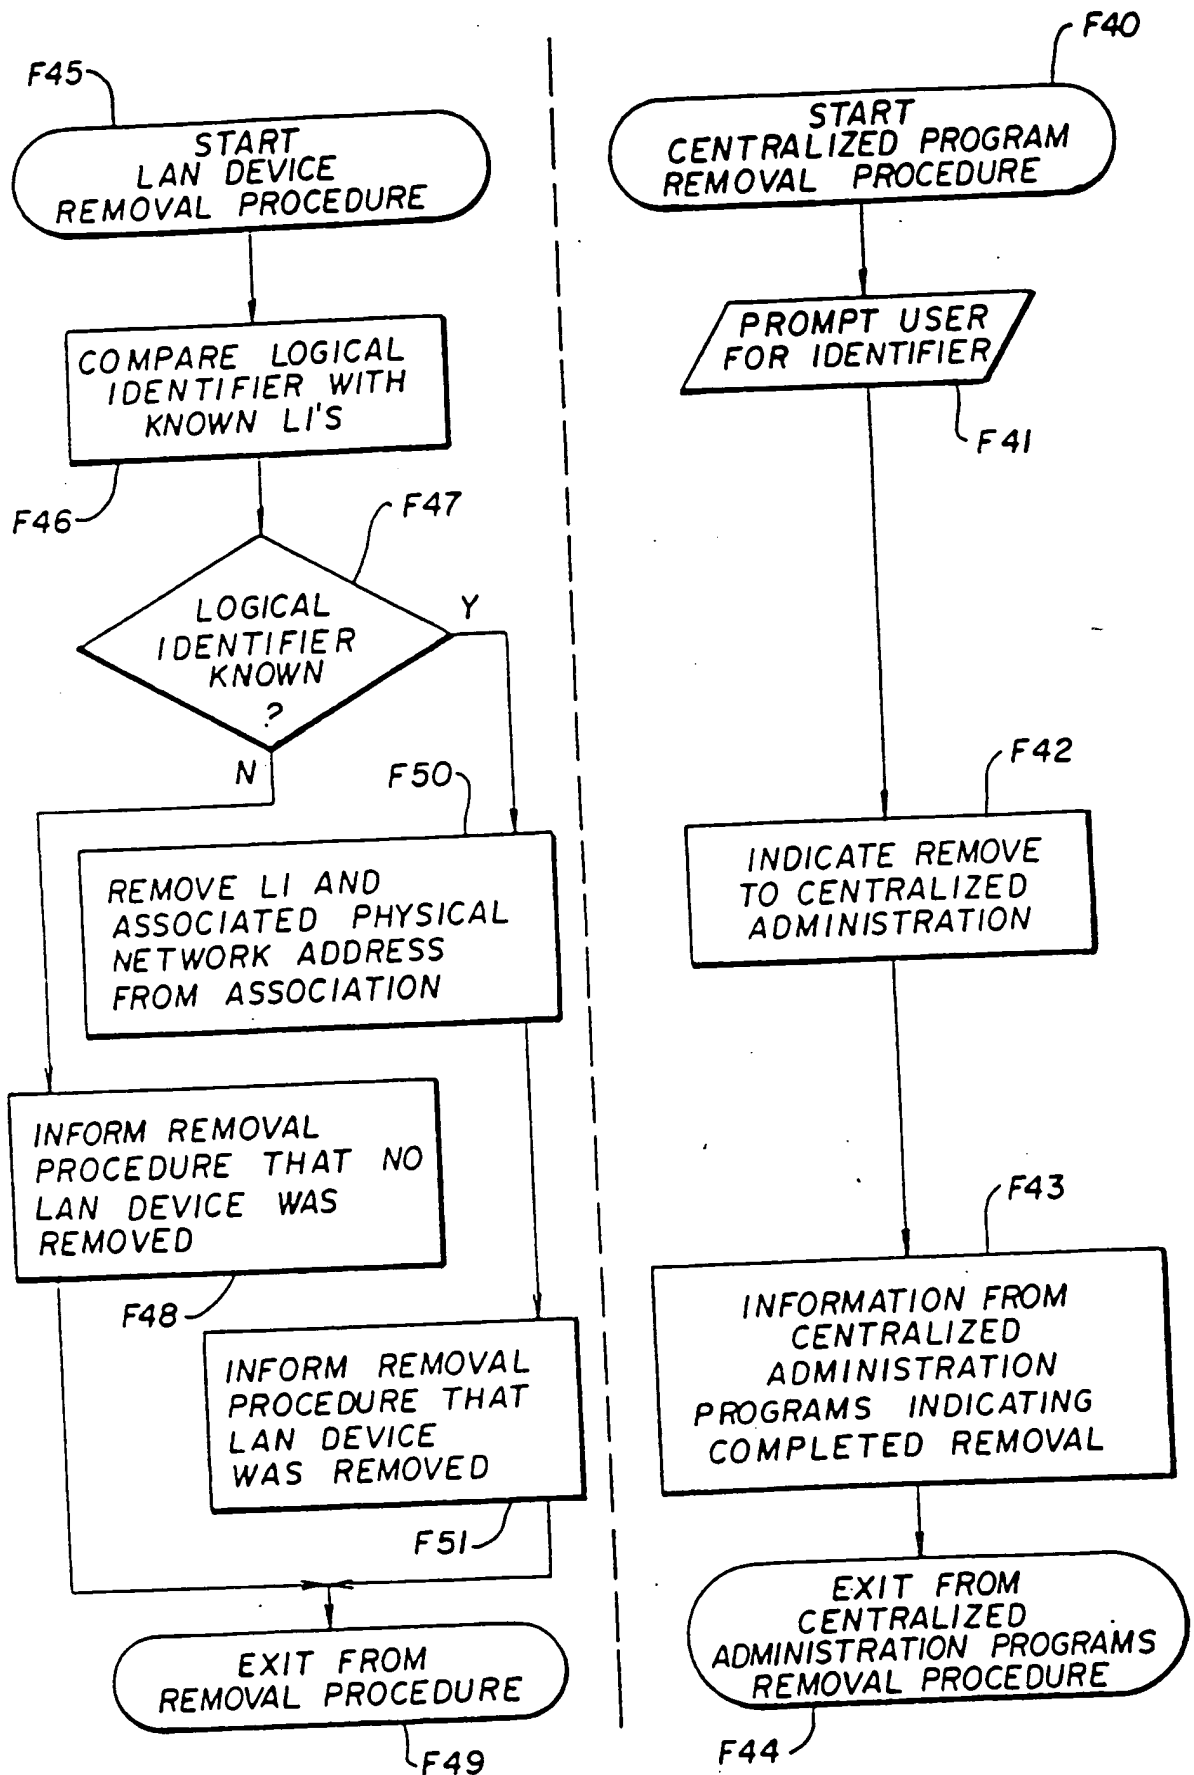 F45
START
LAN DEVICE
REMOVAL PROCEDURE
COMPARE LOGICAL
IDENTIFIER WITH
KNOWN LI'S
F46
F47
LOGICAL
IDENTIFIER
KNOWN
?
Y
N
F50
REMOVE LI AND
ASSOCIATED PHYSICAL
NETWORK ADDRESS
FROM ASSOCIATION
INFORM REMOVAL
PROCEDURE THAT NO
LAN DEVICE WAS
REMOVED
F48
INFORM REMOVAL
PROCEDURE THAT
LAN DEVICE
WAS REMOVED
F51
EXIT FROM
REMOVAL PROCEDURE
F49
F40
START
CENTRALIZED PROGRAM
REMOVAL PROCEDURE
PROMPT USER
FOR IDENTIFIER
F41
F42
INDICATE REMOVE
TO CENTRALIZED
ADMINISTRATION
F43
INFORMATION FROM
CENTRALIZED
ADMINISTRATION
PROGRAMS INDICATING
COMPLETED REMOVAL
EXIT FROM
CENTRALIZED
ADMINISTRATION PROGRAMS
REMOVAL PROCEDURE
F44